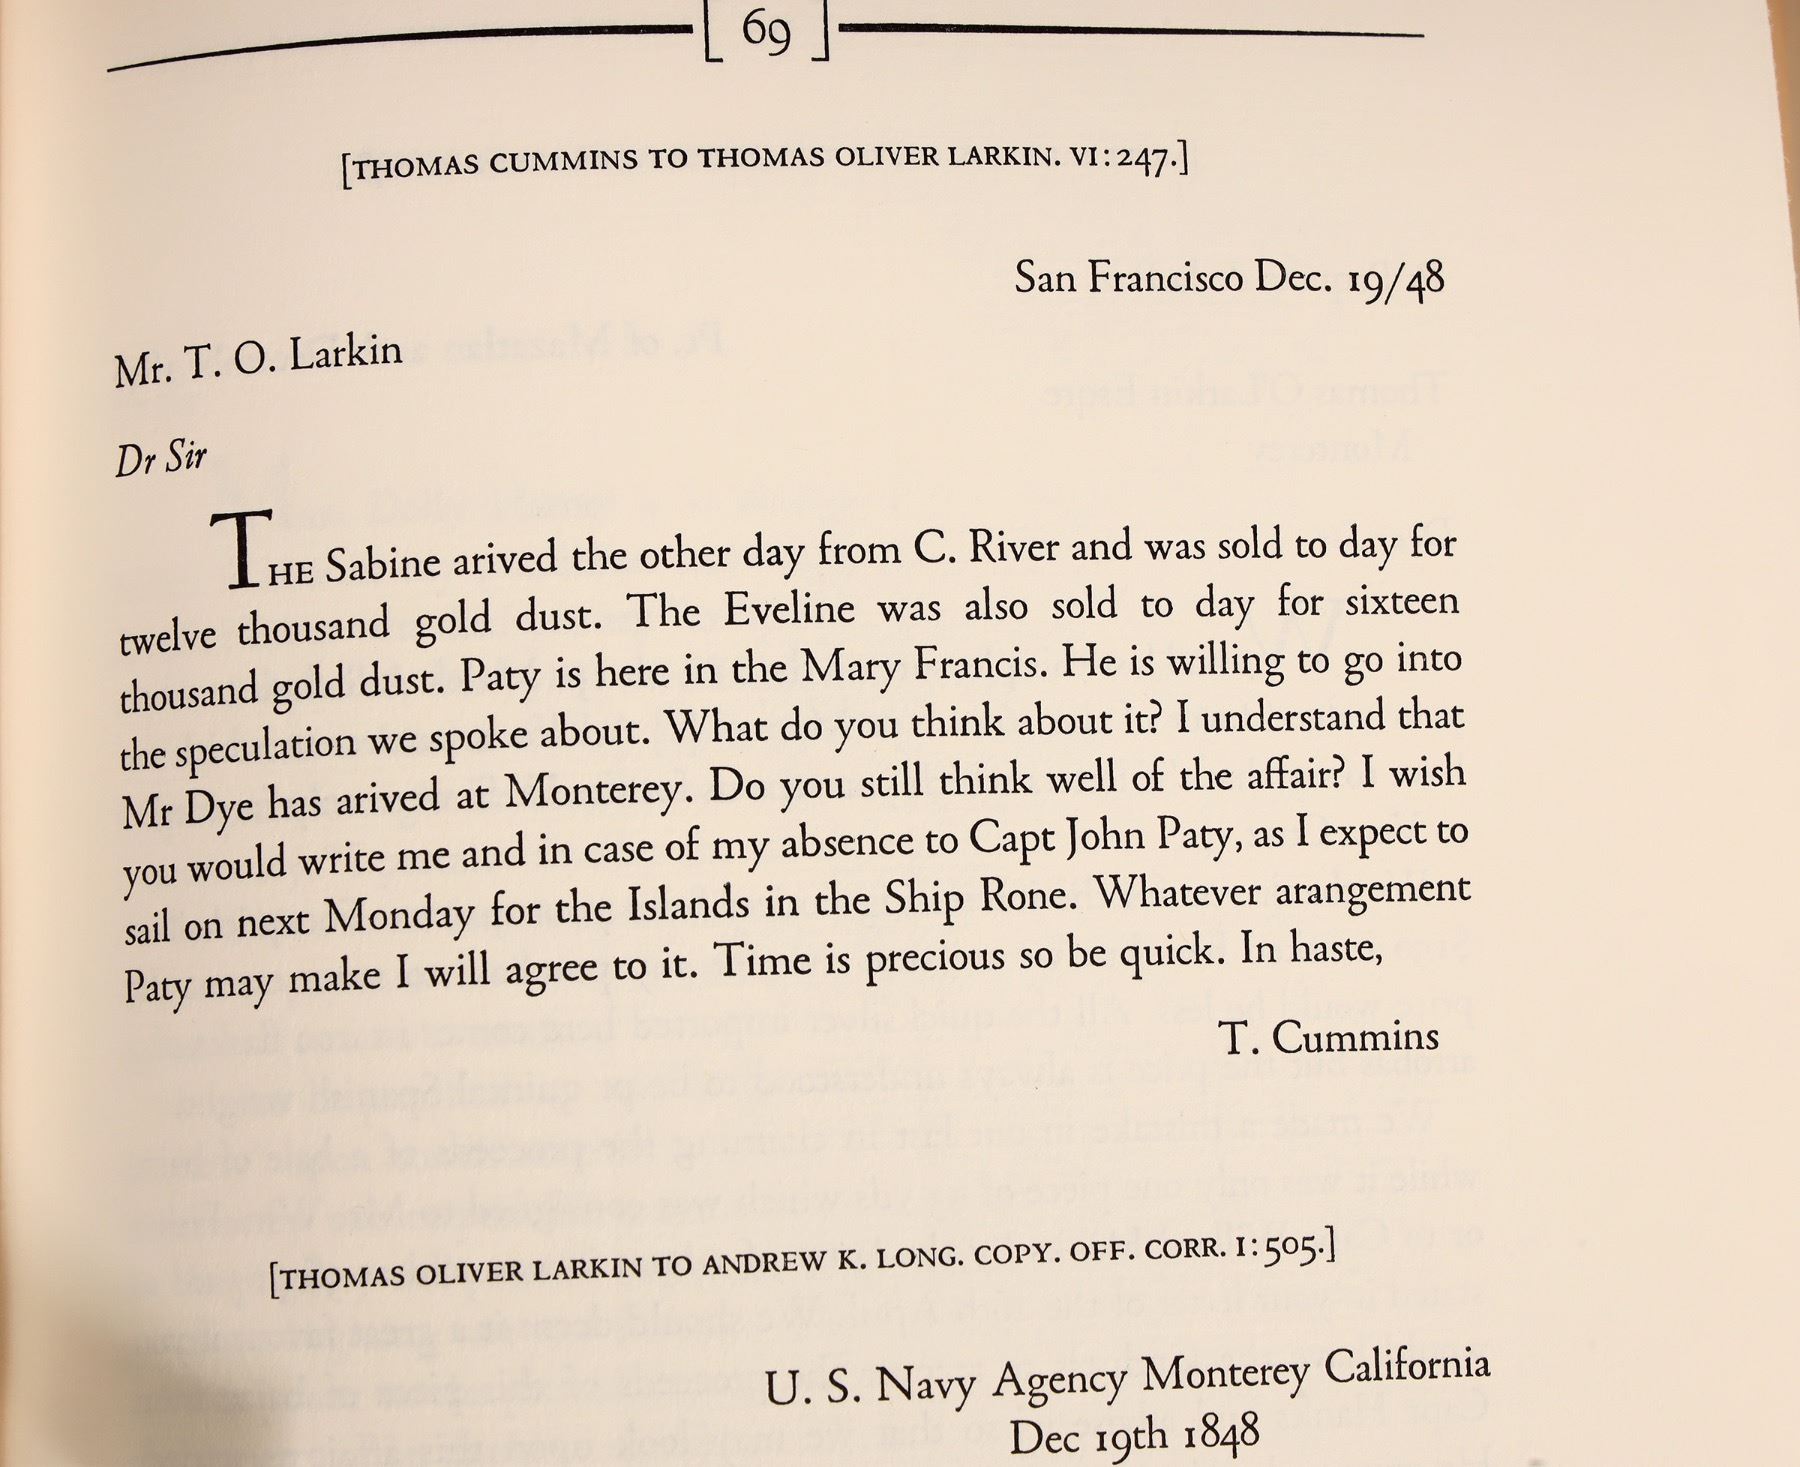 [ 69 ]
[THOMAS CUMMINS TO THOMAS OLIVER LARKIN. VI:247.]
San Francisco Dec. 19/48
Mr. T. O. Larkin
Dr Sir
THE Sabine arived the other day from C. River and was sold to day for
twelve thousand gold dust. The Eveline was also sold to day for sixteen
thousand gold dust. Paty is here in the Mary Francis. He is willing to go into
the speculation we spoke about. What do you think about it? I understand that
Mr Dye has arived at Monterey. Do you still think well of the affair? I wish
you would write me and in case of my absence to Capt John Paty, as I expect to
sail on next Monday for the Islands in the Ship Rone. Whatever arangement
Paty may make I will agree to it. Time is precious so be quick. In haste,
T. Cummins
[THOMAS OLIVER LARKIN TO ANDREW K. LONG. COPY. OFF. CORR. I:505.]
U. S. Navy Agency Monterey California
Dec 19th 1848